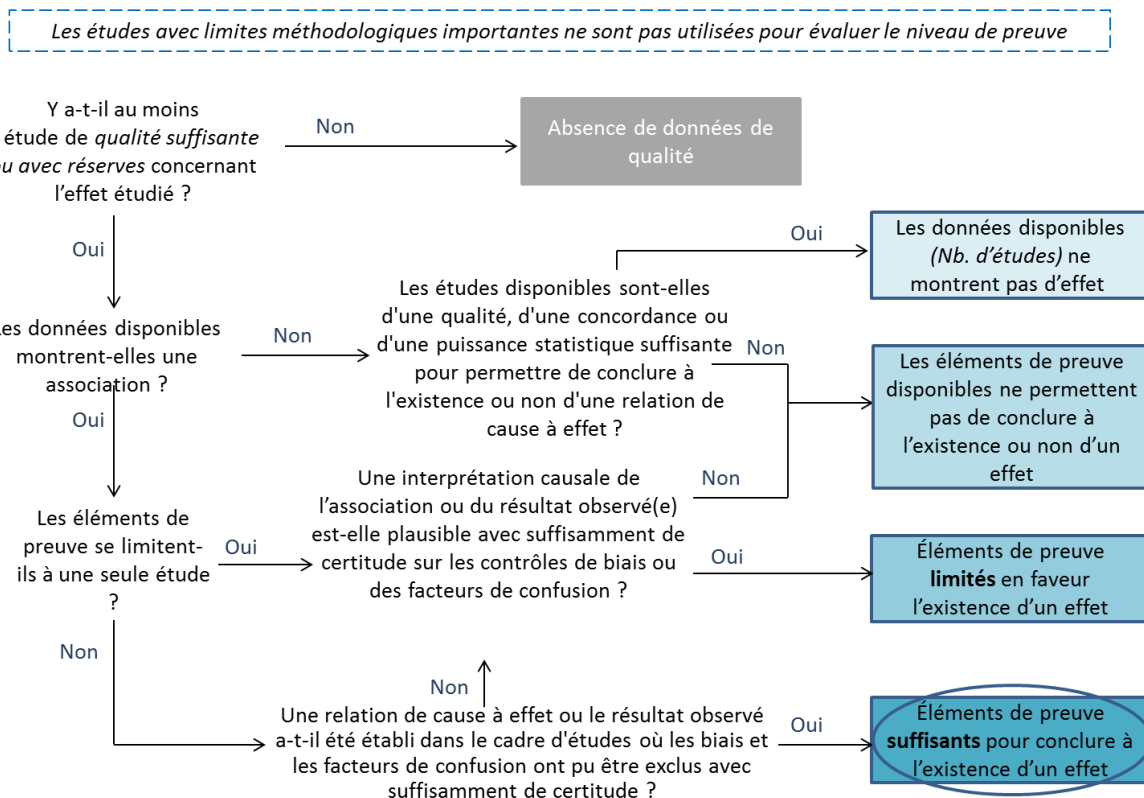 Les études avec limites méthodologiques importantes ne sont pas utilisées pour évaluer le niveau de preuve
Y a-t-il au moins
étude de qualité suffisante
ou avec réserves concernant
l’effet étudié ?
Non
Absence de données de
qualité
Oui
Oui
Les données disponibles
(Nb. d’études) ne
montrent pas d’effet
Les données disponibles
montrent-elles une
association ?
Non
Les études disponibles sont-elles
d'une qualité, d'une concordance ou
d'une puissance statistique suffisante
pour permettre de conclure à
l'existence ou non d'une relation de
cause à effet ?
Non
Les éléments de preuve
disponibles ne permettent
pas de conclure à
l’existence ou non d’un
effet
Oui
Les éléments de
preuve se limitent-
ils à une seule étude
?
Oui
Une interprétation causale de
l’association ou du résultat observé(e)
est-elle plausible avec suffisamment de
certitude sur les contrôles de biais ou
des facteurs de confusion ?
Non
Oui
Éléments de preuve
limités en faveur
l’existence d’un effet
Non
Non
Une relation de cause à effet ou le résultat observé
a-t-il été établi dans le cadre d'études où les biais et
les facteurs de confusion ont pu être exclus avec
suffisamment de certitude ?
Oui
Éléments de preuve
suffisants pour conclure à
l’existence d’un effet